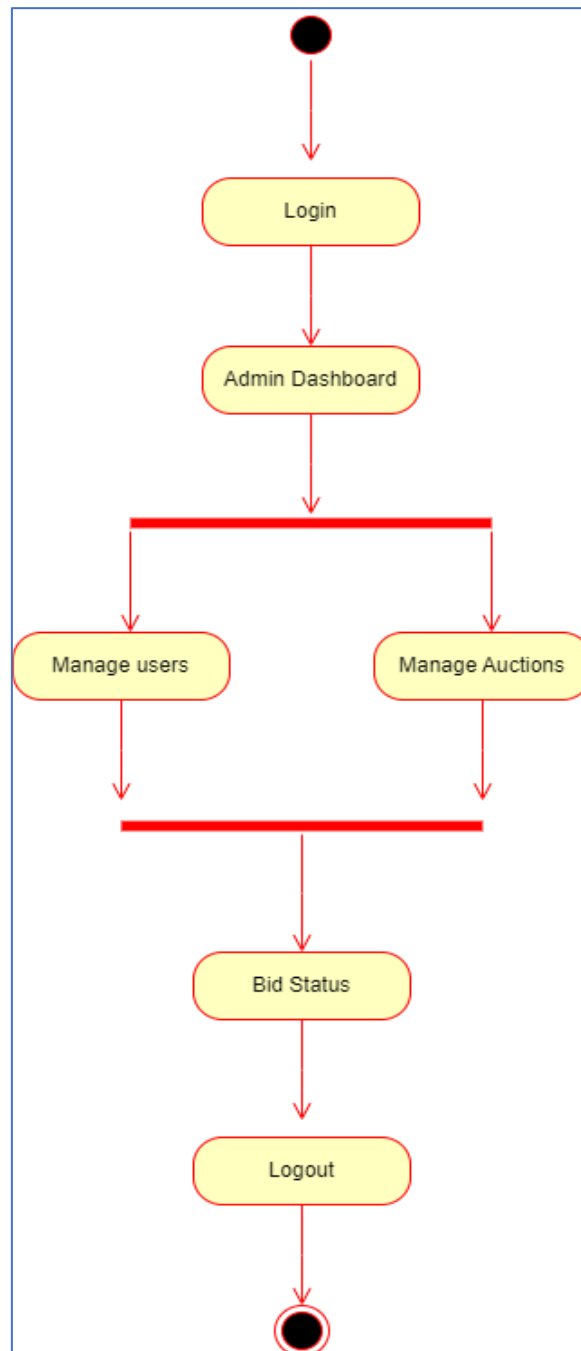 Login
Admin Dashboard
Manage users
Manage Auctions
Bid Status
Logout